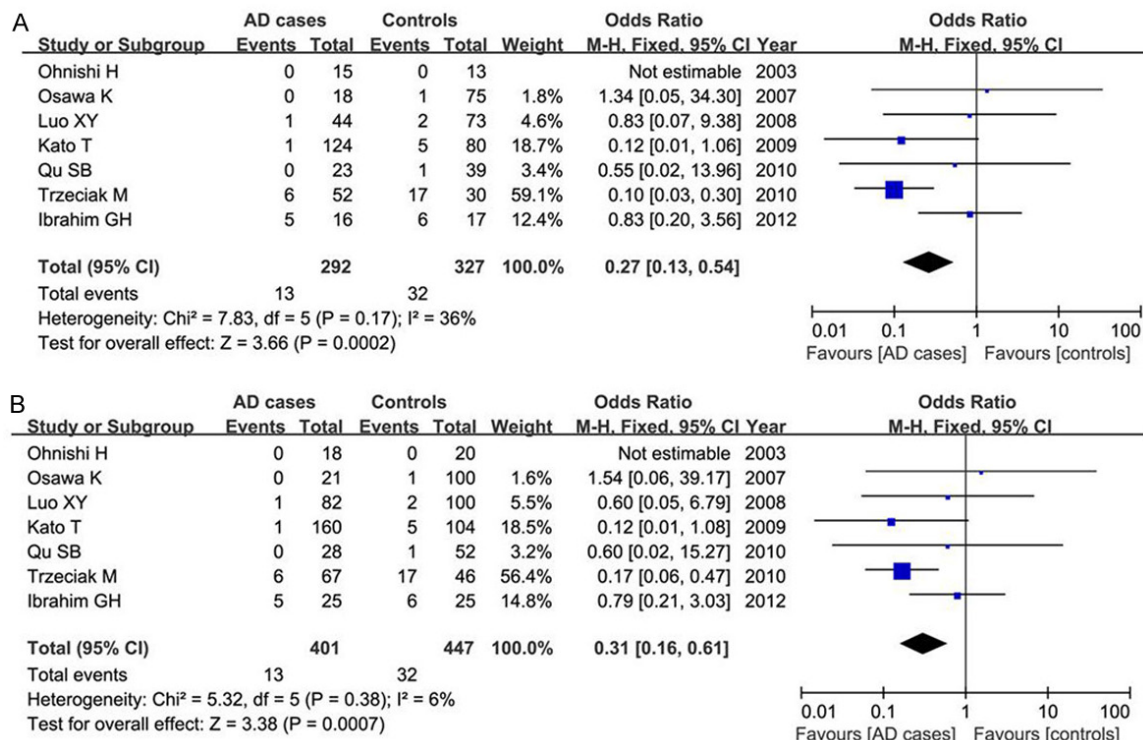 A
AD cases Controls Odds Ratio Odds Ratio
Study or Subgroup Events Total Events Total Weight M-H, Fixed, 95% CI Year M-H, Fixed, 95% CI
Ohnishi H 0 15 0 13 Not estimable 2003
Osawa K 0 18 1 75 1.8% 1.34 [0.05, 34.30] 2007
Luo XY 1 44 2 73 4.6% 0.83 [0.07, 9.38] 2008
Kato T 1 124 5 80 18.7% 0.12 [0.01, 1.06] 2009
Qu SB 0 23 1 39 3.4% 0.55 [0.02, 13.96] 2010
Trzeciak M 6 52 17 30 59.1% 0.10 [0.03, 0.30] 2010
Ibrahim GH 5 16 6 17 12.4% 0.83 [0.20, 3.56] 2012
Total (95% CI) 292 327 100.0% 0.27 [0.13, 0.54]
Total events 13 32
Heterogeneity: Chi² = 7.83, df = 5 (P = 0.17); I² = 36%
Test for overall effect: Z = 3.66 (P = 0.0002)
0.01 0.1 1 10 100
Favours [AD cases] Favours [controls]
B
AD cases Controls Odds Ratio Odds Ratio
Study or Subgroup Events Total Events Total Weight M-H, Fixed, 95% CI Year M-H, Fixed, 95% CI
Ohnishi H 0 18 0 20 Not estimable 2003
Osawa K 0 21 1 100 1.6% 1.54 [0.06, 39.17] 2007
Luo XY 1 82 2 100 5.5% 0.60 [0.05, 6.79] 2008
Kato T 1 160 5 104 18.5% 0.12 [0.01, 1.08] 2009
Qu SB 0 28 1 52 3.2% 0.60 [0.02, 15.27] 2010
Trzeciak M 6 67 17 46 56.4% 0.17 [0.06, 0.47] 2010
Ibrahim GH 5 25 6 25 14.8% 0.79 [0.21, 3.03] 2012
Total (95% CI) 401 447 100.0% 0.31 [0.16, 0.61]
Total events 13 32
Heterogeneity: Chi² = 5.32, df = 5 (P = 0.38); I² = 6%
Test for overall effect: Z = 3.38 (P = 0.0007)
0.01 0.1 1 10 100
Favours [AD cases] Favours [controls]